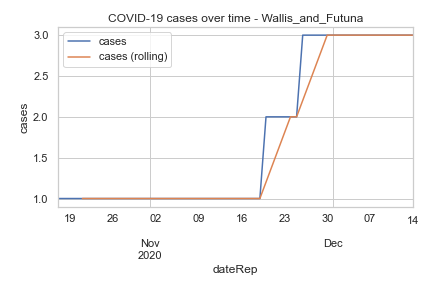 COVID-19 cases over time - Wallis_and_Futuna
cases
cases (rolling)
3.0
2.5
2.0
1.5
1.0
cases
19 26 02 09 16 23 30 07 14
Nov Dec
2020
dateRep